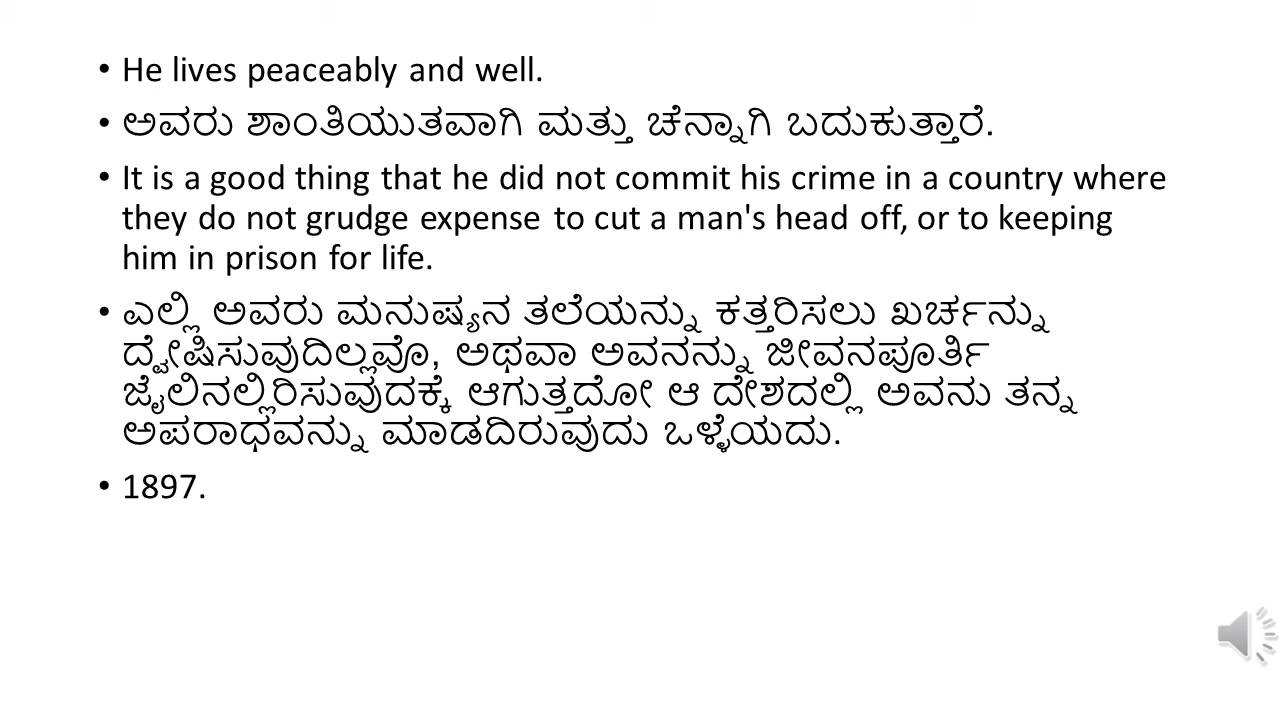 • He lives peaceably and well.
• ಅವರು ಶಾಂತಿಯುತವಾಗಿ ಮತ್ತು ಚೆನ್ನಾಗಿ ಬದುಕುತ್ತಾರೆ.
• It is a good thing that he did not commit his crime in a country where
they do not grudge expense to cut a man's head off, or to keeping
him in prison for life.
• ಎಲ್ಲಿ ಅವರು ಮನುಷ್ಯನ ತಲೆಯನ್ನು ಕತ್ತರಿಸಲು ಖರ್ಚನ್ನು
ದ್ವೇಷಿಸುವುದಿಲ್ಲವೊ, ಅಥವಾ ಅವನನ್ನು ಜೀವನಪೂರ್ತಿ
ಜೈಲಿನಲ್ಲಿರಿಸುವುದಕ್ಕೆ ಆಗುತ್ತದೋ ಆ ದೇಶದಲ್ಲಿ ಅವನು ತನ್ನ
ಅಪರಾಧವನ್ನು ಮಾಡದಿರುವುದು ಒಳ್ಳೆಯದು.
• 1897.